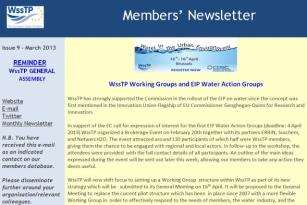 WssTP
Members' Newsletter
Issue 9 - March 2013
REMINDER
WssTP GENERAL
ASSEMBLY
Website
E-mail
Twitter
Monthly Newsletter
N.B. You have
received this e-mail
as an indicated
contact on our
members database.
Please disseminate
further around your
organisation/relevant
colleagues.
Water in the Urban
Brussels
REGISTER NOW
WssTP Working Groups and EIP Water Action Groups
WssTP has strongly supported the Commission in the rollout of the EIP on water since the concept was
first mentioned in the Innovation Union Flagship of EU Commissioner Geoghegan-Quinn for Research and
Innovation.
In support of the EC call for expression of interest for the first EIP Water Action Groups (deadline: 4 April
2013) WssTP organized a Brokerage Event on February 20th together with its partners ERRIN, Suschem
and NetwercH2O. The event attracted around 130 participants of which half were WssTP members,
giving them the chance to be engaged with regional and local actors. In follow-up to the workshop, the
attendees were provided with the full contact details of all participants. An outline of the main ideas
expressed during the event will be sent out later this week, allowing our members to take any action they
deem useful.
WssTP will now shift focus to setting up a Working Group structure within WssTP as part of its new
strategy which will be submitted to its General Meeting on 16th April. It will be proposed to the General
Meeting to replace the current pilot structure which has been in place since 2007 with a more flexible
Working Group in order to effectively respond to the needs of members, the water industry, and the